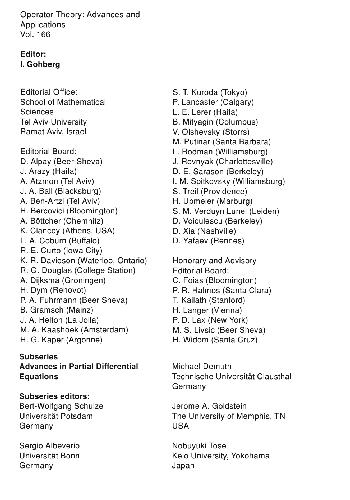 Operator Theory: Advances and
Applications
Vol. 166
Editor:
I. Gohberg
Editorial Office:
School of Mathematical
Sciences
Tel Aviv University
Ramat Aviv, Israel
Editorial Board:
D. Alpay (Beer-Sheva)
J. Arazy (Haifa)
A. Atzmon (Tel Aviv)
J. A. Ball (Blacksburg)
A. Ben-Artzi (Tel Aviv)
H. Bercovici (Bloomington)
A. Böttcher (Chemnitz)
K. Clancey (Athens, USA)
L. A. Coburn (Buffalo)
R. E. Curto (Iowa City)
K. R. Davidson (Waterloo, Ontario)
R. G. Douglas (College Station)
A. Dijksma (Groningen)
H. Dym (Rehovot)
P. A. Fuhrmann (Beer Sheva)
B. Gramsch (Mainz)
J. A. Helton (La Jolla)
M. A. Kaashoek (Amsterdam)
H. G. Kaper (Argonne)
S. T. Kuroda (Tokyo)
P. Lancaster (Calgary)
L. E. Lerer (Haifa)
B. Mityagin (Columbus)
V. Olshevsky (Storrs)
M. Putinar (Santa Barbara)
L. Rodman (Williamsburg)
J. Rovnyak (Charlottesville)
D. E. Sarason (Berkeley)
I. M. Spitkovsky (Williamsburg)
S. Treil (Providence)
H. Upmeier (Marburg)
S. M. Verduyn Lunel (Leiden)
D. Voiculescu (Berkeley)
D. Xia (Nashville)
D. Yafaev (Rennes)
Honorary and Advisory
Editorial Board:
C. Foias (Bloomington)
P. R. Halmos (Santa Clara)
T. Kailath (Stanford)
H. Langer (Vienna)
P. D. Lax (New York)
M. S. Livsic (Beer Sheva)
H. Widom (Santa Cruz)
Subseries
Advances in Partial Differential
Equations
Subseries editors:
Bert-Wolfgang Schulze
Universität Potsdam
Germany
Sergio Albeverio
Universität Bonn
Germany
Michael Demuth
Technische Universität Clausthal
Germany
Jerome A. Goldstein
The University of Memphis, TN
USA
Nobuyuki Tose
Keio University, Yokohama
Japan